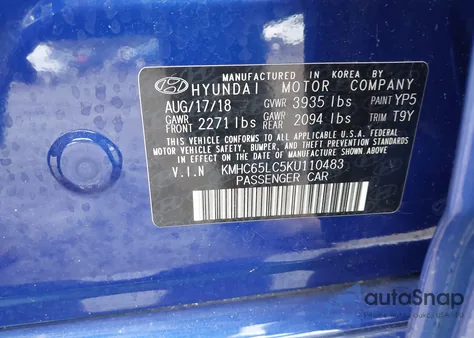 MANUFACTURED IN KOREA BY
HYUNDAI MOTOR COMPANY
AUG/17/18 GVWR 3935 lbs PAINT YP5
GAWR FRONT 2271 lbs GAWR REAR 2094 lbs TRIM T9Y
THIS VEHICLE CONFORMS TO ALL APPLICABLE U.S.A. FEDERAL
MOTOR VEHICLE SAFETY, BUMPER, AND THEFT PREVENTION
STANDARDS IN EFFECT ON THE DATE OF MANUFACTURE SHOWN ABOVE.
V.I.N KMHC65LC5KU110483
PASSENGER CAR
autoSnap